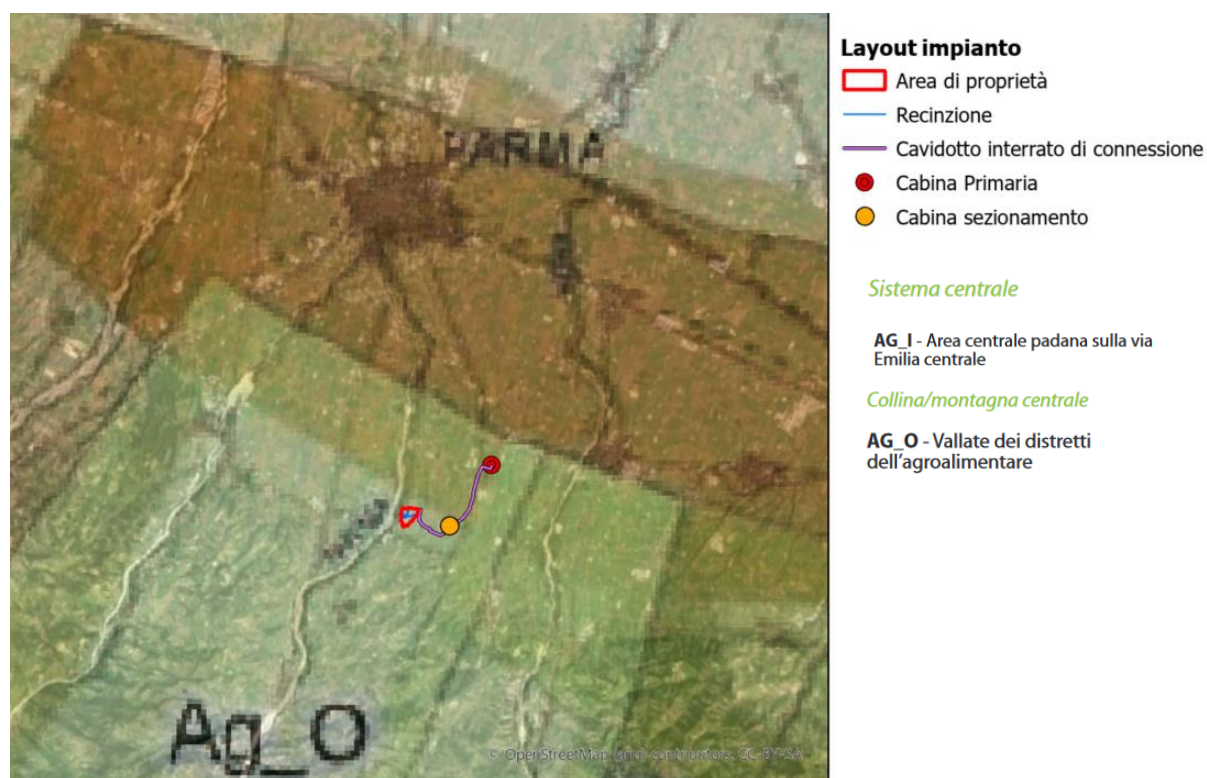 PARMA
Ag_O
© OpenStreetMap (and) contributors, CC-BY-SA
Layout impianto
Area di proprietà
Recinzione
Cavidotto interrato di connessione
Cabina Primaria
Cabina sezionamento
Sistema centrale
AG_I - Area centrale padana sulla via
Emilia centrale
Collina/montagna centrale
AG_O - Vallate dei distretti
dell'agroalimentare